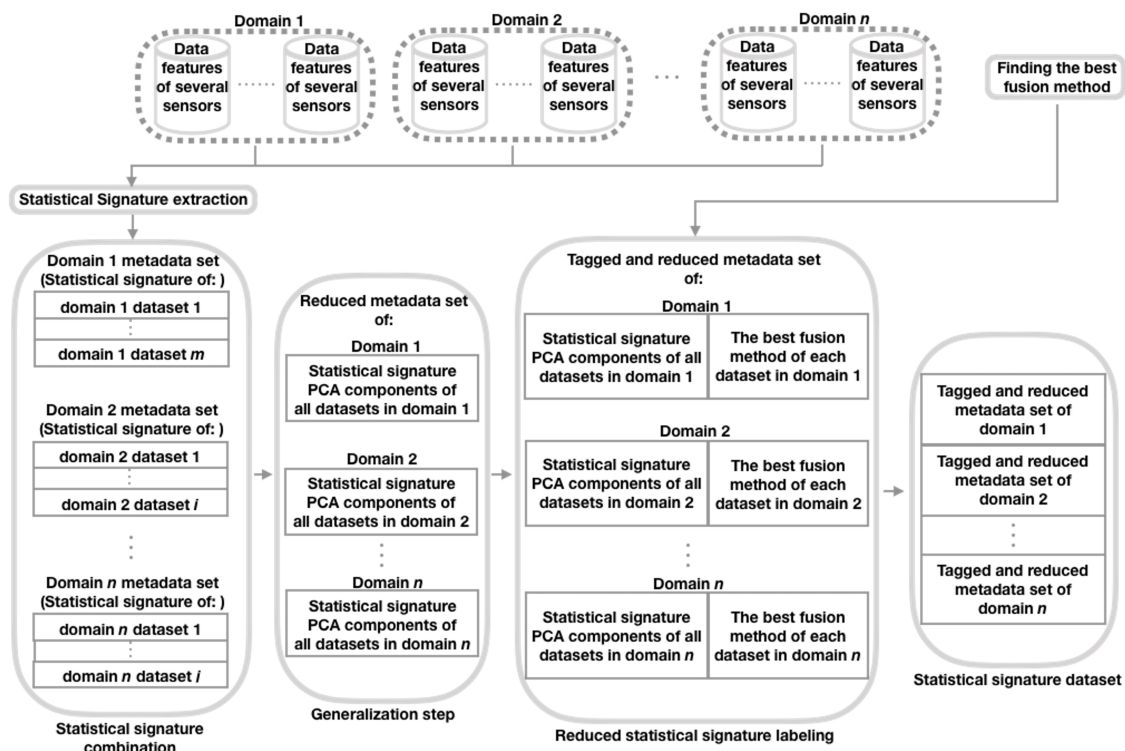 Domain 1
Domain 2
Domain n
Data
features
of several
sensors
Data
features
of several
sensors
Data
features
of several
sensors
Data
features
of several
sensors
Data
features
of several
sensors
Data
features
of several
sensors
Finding the best
fusion method
Statistical Signature extraction
Domain 1 metadata set
(Statistical signature of: )
domain 1 dataset 1
domain 1 dataset m
Domain 2 metadata set
(Statistical signature of: )
domain 2 dataset 1
domain 2 dataset i
Domain n metadata set
(Statistical signature of: )
domain n dataset 1
domain n dataset i
Statistical signature
combination
Reduced metadata set
of:
Domain 1
Statistical signature
PCA components of
all datasets in domain 1
Domain 2
Statistical signature
PCA components of
all datasets in domain 2
Domain n
Statistical signature
PCA components of
all datasets in domain n
Generalization step
Tagged and reduced metadata set
of:
Domain 1
Statistical signature
PCA components of all
datasets in domain 1
The best fusion
method of each
dataset in domain 1
Domain 2
Statistical signature
PCA components of all
datasets in domain 2
The best fusion
method of each
dataset in domain 2
Domain n
Statistical signature
PCA components of all
datasets in domain n
The best fusion
method of each
dataset in domain n
Reduced statistical signature labeling
Tagged and reduced
metadata set of
domain 1
Tagged and reduced
metadata set of
domain 2
Tagged and reduced
metadata set of
domain n
Statistical signature dataset